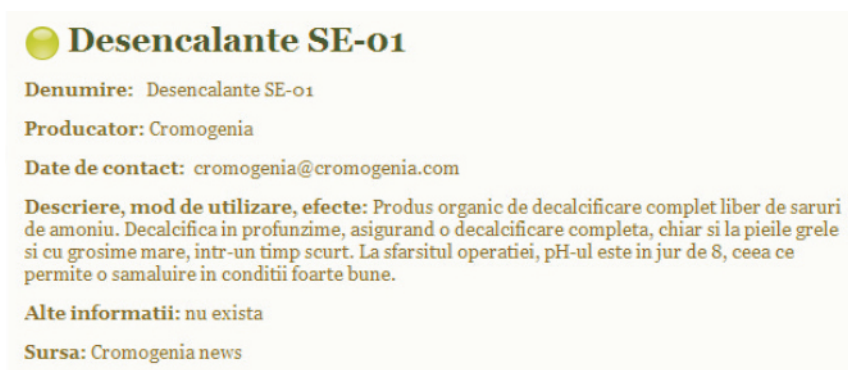 Desencalante SE-01
Denumire: Desencalante SE-01
Producator: Cromogenia
Date de contact: cromogenia@cromogenia.com
Descriere, mod de utilizare, efecte: Produs organic de decalcificare complet liber de saruri
de amoniu. Decalcifica in profunzime, asigurand o decalcificare completa, chiar si la pieile grele
si cu grosime mare, intr-un timp scurt. La sfarsitul operatiei, pH-ul este in jur de 8, ceea ce
permite o samaluire in conditii foarte bune.
Alte informatii: nu exista
Sursa: Cromogenia news